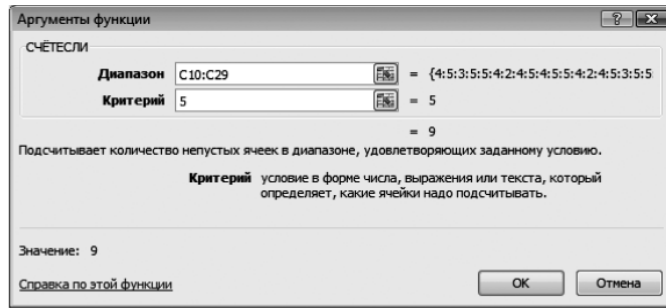 Аргументы функции
СЧЁТЕСЛИ
Диапазон C10:C29 = {4:5:3:5:5:4:2:4:5:4:5:5:4:2:4:5:3:5:5
Критерий 5 = 5
= 9
Подсчитывает количество непустых ячеек в диапазоне, удовлетворяющих заданному условию.
Критерий условие в форме числа, выражения или текста, который
определяет, какие ячейки надо подсчитывать.
Значение: 9
Справка по этой функции
ОК
Отмена